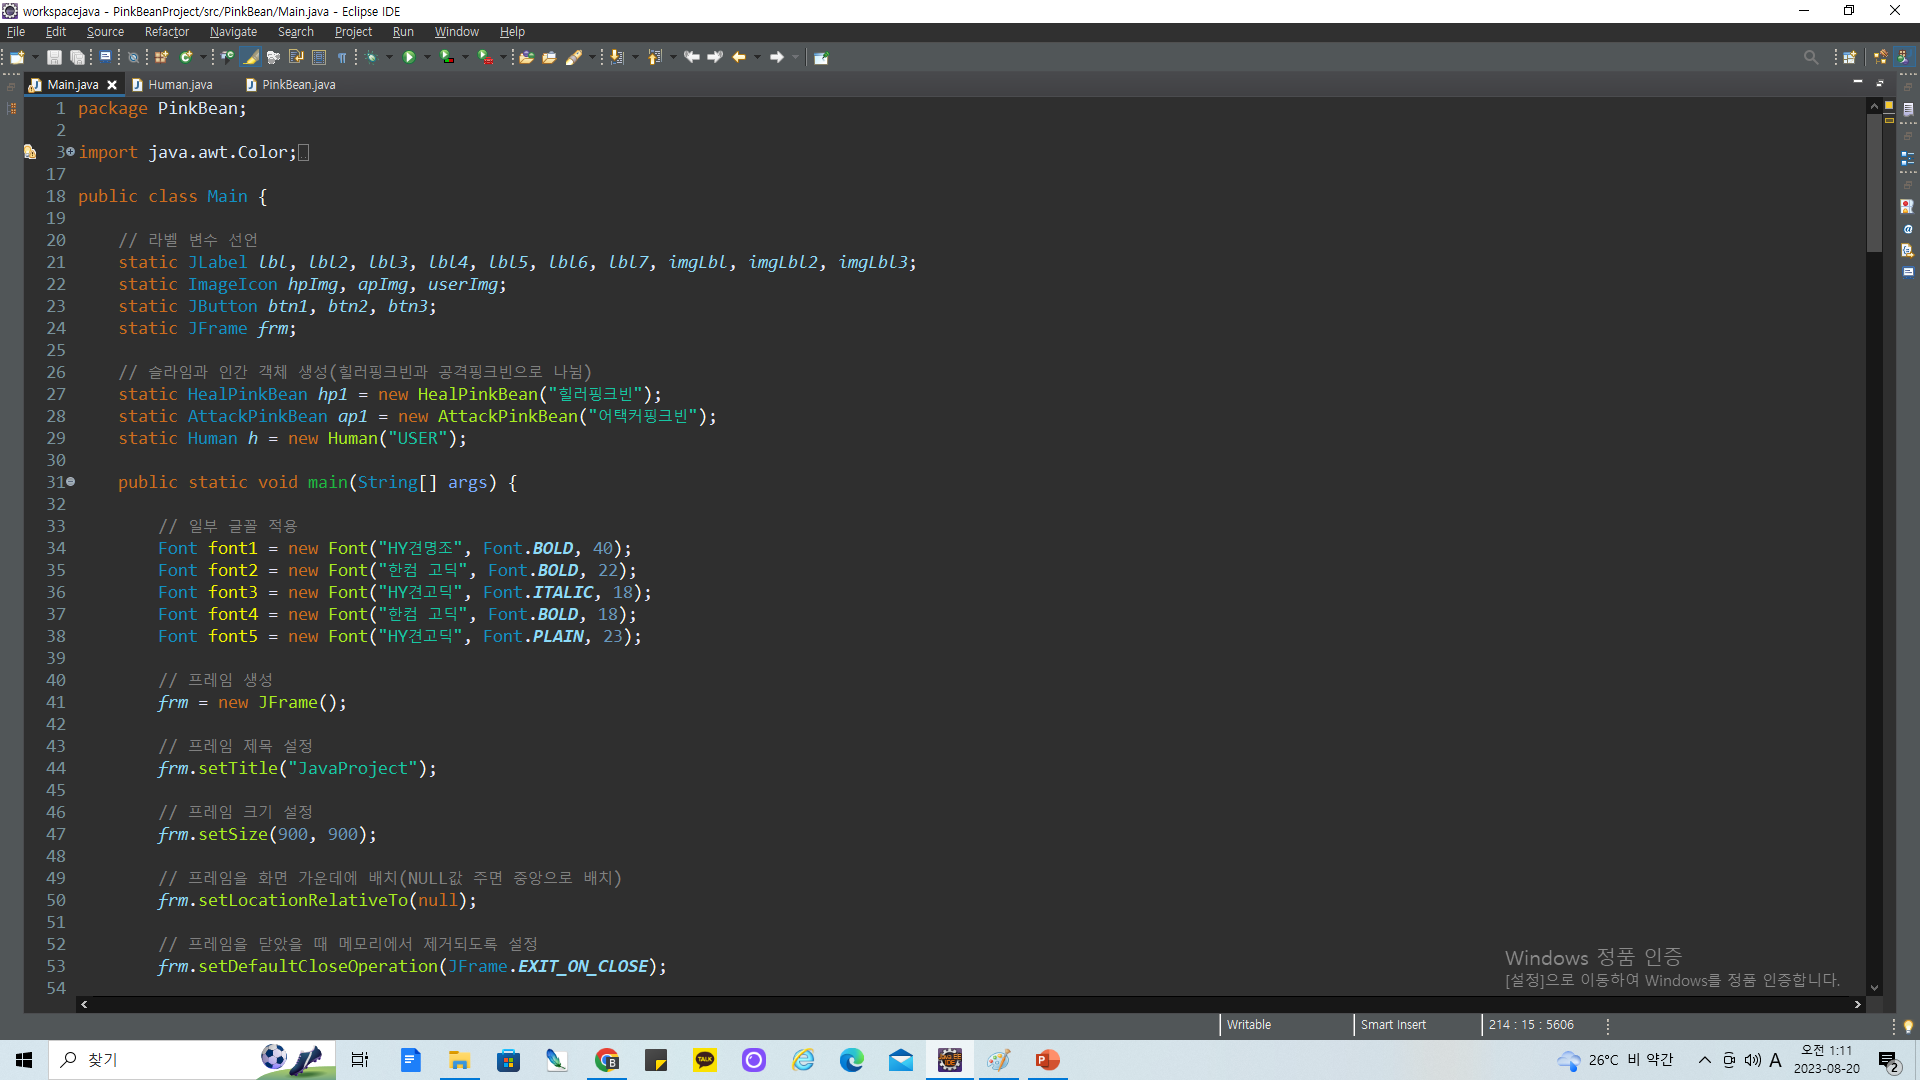 workspacejava - PinkBeanProject/src/PinkBean/Main.java - Eclipse IDE
File Edit Source Refactor Navigate Search Project Run Window Help
Main.java Human.java PinkBean.java
1 package PinkBean;
2
3 import java.awt.Color;
17
18 public class Main {
19
20 // 라벨 변수 선언
21 static JLabel lbl, lbl2, lbl3, lbl4, lbl5, lbl6, lbl7, imgLbl, imgLbl2, imgLbl3;
22 static ImageIcon hpImg, apImg, userImg;
23 static JButton btn1, btn2, btn3;
24 static JFrame frm;
25
26 // 슬라임과 인간 객체 생성(힐러핑크빈과 공격핑크빈으로 나뉨)
27 static HealPinkBean hp1 = new HealPinkBean("힐러핑크빈");
28 static AttackPinkBean ap1 = new AttackPinkBean("어택커핑크빈");
29 static Human h = new Human("USER");
30
31 public static void main(String[] args) {
32
33 // 일부 글꼴 적용
34 Font font1 = new Font("HY견명조", Font.BOLD, 40);
35 Font font2 = new Font("한컴 고딕", Font.BOLD, 22);
36 Font font3 = new Font("HY견고딕", Font.ITALIC, 18);
37 Font font4 = new Font("한컴 고딕", Font.BOLD, 18);
38 Font font5 = new Font("HY견고딕", Font.PLAIN, 23);
39
40 // 프레임 생성
41 frm = new JFrame();
42
43 // 프레임 제목 설정
44 frm.setTitle("JavaProject");
45
46 // 프레임 크기 설정
47 frm.setSize(900, 900);
48
49 // 프레임을 화면 가운데에 배치(NULL값 주면 중앙으로 배치)
50 frm.setLocationRelativeTo(null);
51
52 // 프레임을 닫았을 때 메모리에서 제거되도록 설정
53 frm.setDefaultCloseOperation(JFrame.EXIT_ON_CLOSE);
54
Windows 정품 인증
[설정]으로 이동하여 Windows를 정품 인증합니다.
Writable Smart Insert 214 : 15 : 5606
찾기
26°C 비 약간 A 오전 1:11
2023-08-20 2